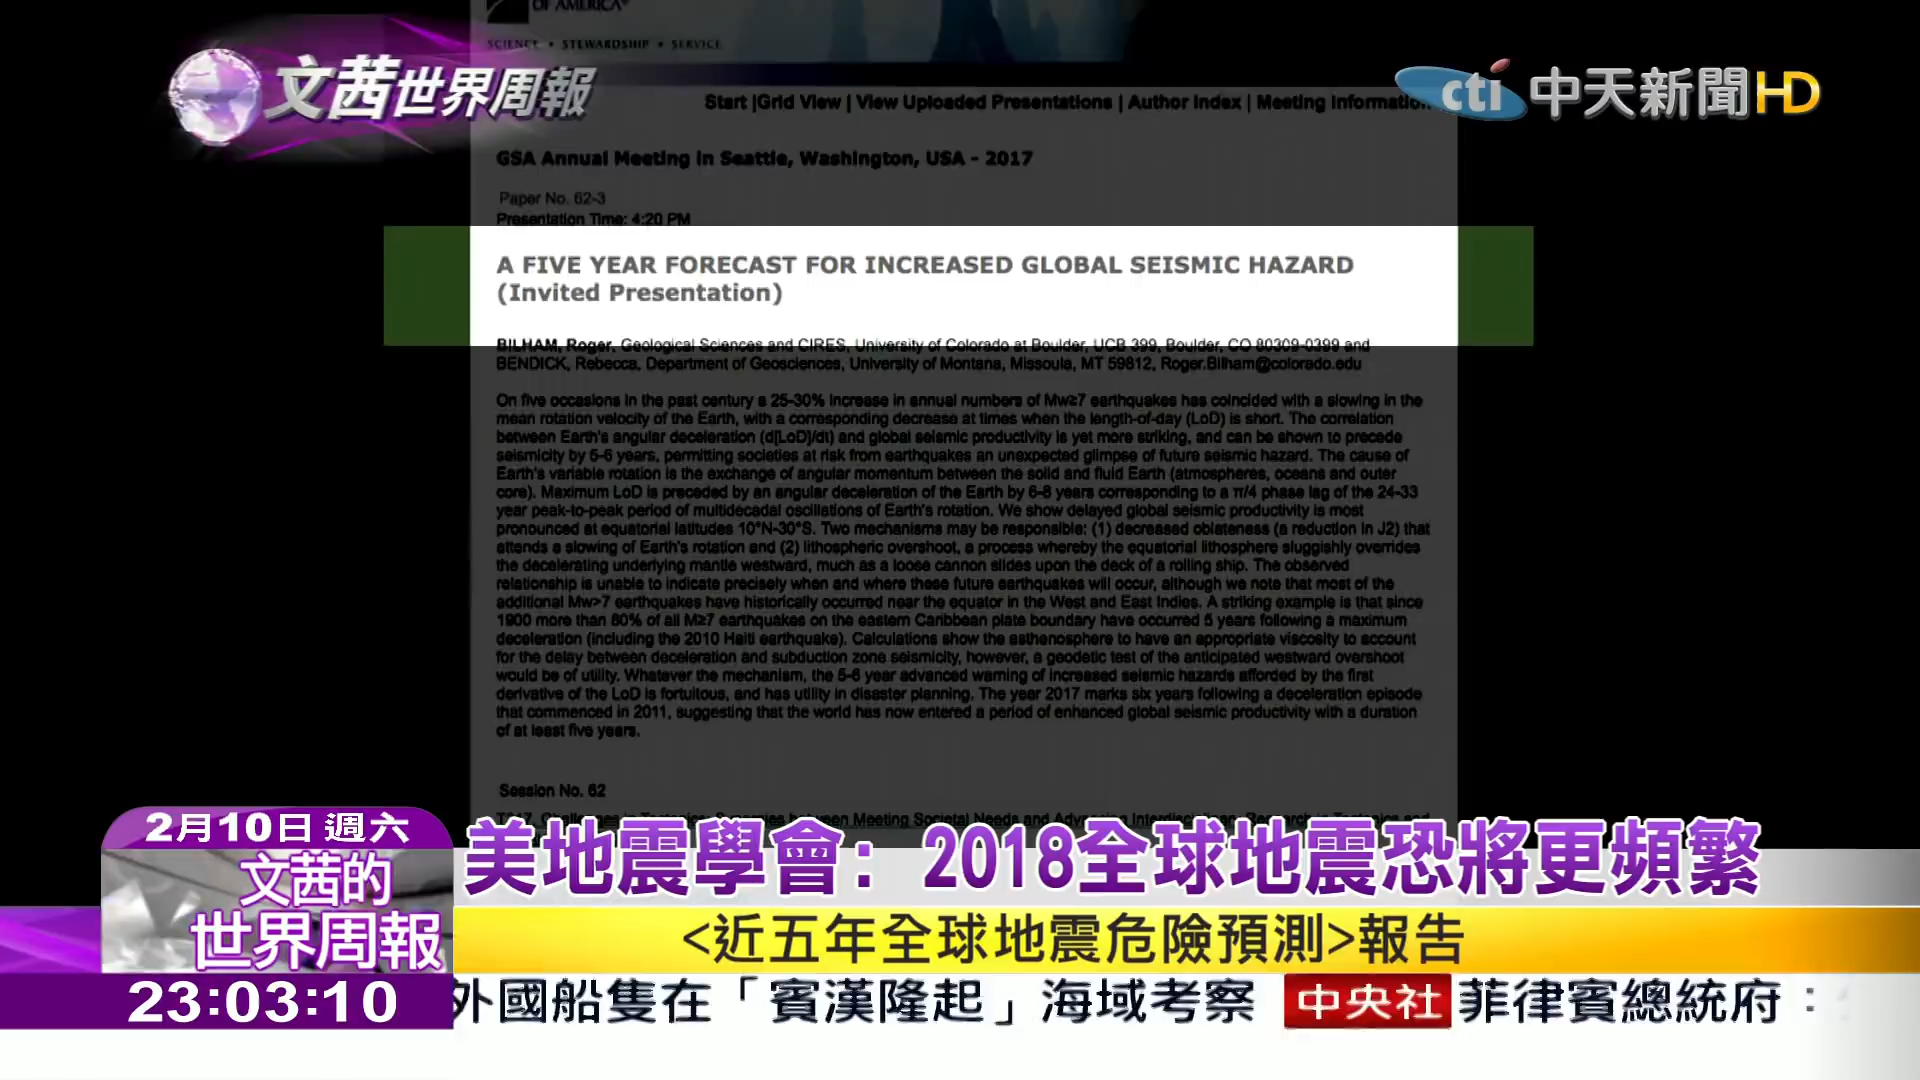 OF AMERICA®
SCIENCE • STEWARDSHIP • SERVICE
文茜世界周報
cti 中天新聞HD
Start |Grid View | View Uploaded Presentations | Author Index | Meeting Information
GSA Annual Meeting in Seattle, Washington, USA - 2017
Paper No. 62-3
Presentation Time: 4:20 PM
A FIVE YEAR FORECAST FOR INCREASED GLOBAL SEISMIC HAZARD
(Invited Presentation)
BILHAM, Roger, Geological Sciences and CIRES, University of Colorado at Boulder, UCB 399, Boulder, CO 80309-0399 and
BENDICK, Rebecca, Department of Geosciences, University of Montana, Missoula, MT 59812, Roger.Bilham@colorado.edu
On five occasions in the past century a 25-30% increase in annual numbers of Mw≥7 earthquakes has coincided with a slowing in the
mean rotation velocity of the Earth, with a corresponding decrease at times when the length-of-day (LoD) is short. The correlation
between Earth's angular deceleration (d[LoD]/dt) and global seismic productivity is yet more striking, and can be shown to precede
seismicity by 5-6 years, permitting societies at risk from earthquakes an unexpected glimpse of future seismic hazard. The cause of
Earth's variable rotation is the exchange of angular momentum between the solid and fluid Earth (atmospheres, oceans and outer
core). Maximum LoD is preceded by an angular deceleration of the Earth by 6-8 years corresponding to a π/4 phase lag of the 24-33
year peak-to-peak period of multidecadal oscillations of Earth's rotation. We show delayed global seismic productivity is most
pronounced at equatorial latitudes 10°N-30°S. Two mechanisms may be responsible: (1) decreased oblateness (a reduction in J2) that
attends a slowing of Earth's rotation and (2) lithospheric overshoot, a process whereby the equatorial lithosphere sluggishly overrides
the decelerating underlying mantle westward, much as a loose cannon slides upon the deck of a rolling ship. The observed
relationship is unable to indicate precisely when and where these future earthquakes will occur, although we note that most of the
additional Mw>7 earthquakes have historically occurred near the equator in the West and East Indies. A striking example is that since
1900 more than 80% of all M≥7 earthquakes on the eastern Caribbean plate boundary have occurred 5 years following a maximum
deceleration (including the 2010 Haiti earthquake). Calculations show the asthenosphere to have an appropriate viscosity to account
for the delay between deceleration and subduction zone seismicity, however, a geodetic test of the anticipated westward overshoot
would be of utility. Whatever the mechanism, the 5-6 year advanced warning of increased seismic hazards afforded by the first
derivative of the LoD is fortuitous, and has utility in disaster planning. The year 2017 marks six years following a deceleration episode
that commenced in 2011, suggesting that the world has now entered a period of enhanced global seismic productivity with a duration
of at least five years.
Session No. 62
Between Meeting Societal Needs and Advancing Interdisciplinary Research in Tectonics and
2月10日 週六
文茜的
世界周報
23:03:10
美地震學會: 2018全球地震恐將更頻繁
<近五年全球地震危險預測>報告
外國船隻在「賓漢隆起」海域考察 中央社 菲律賓總統府：